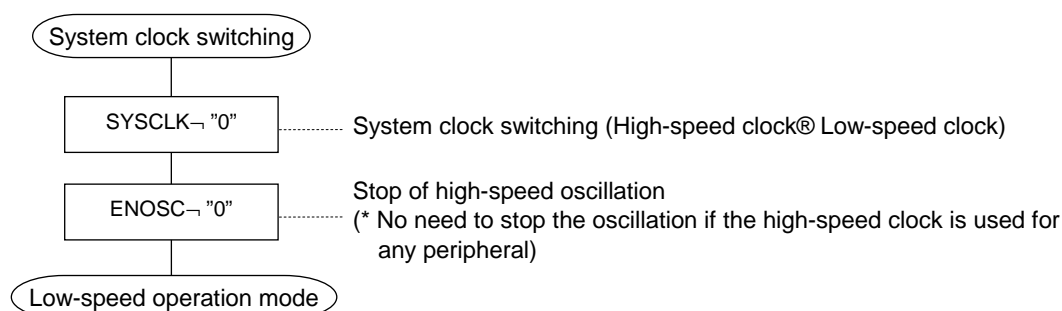 System clock switching
SYSCLK¬ ”0”
System clock switching (High-speed clock® Low-speed clock)
ENOSC¬ ”0”
Stop of high-speed oscillation
(* No need to stop the oscillation if the high-speed clock is used for
any peripheral)
Low-speed operation mode